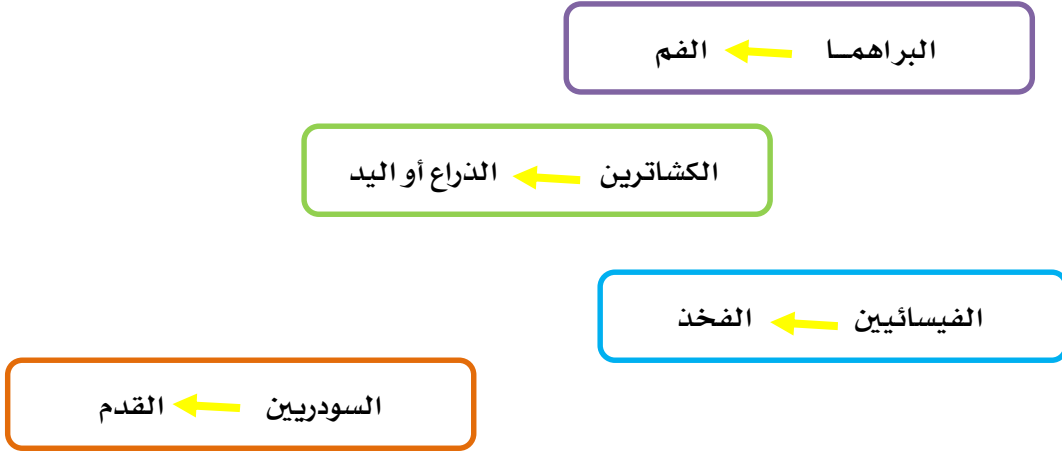 البراهمـا الفم
الكشاترين الذراع أو اليد
الفيسائيين الفخذ
السودريين القدم